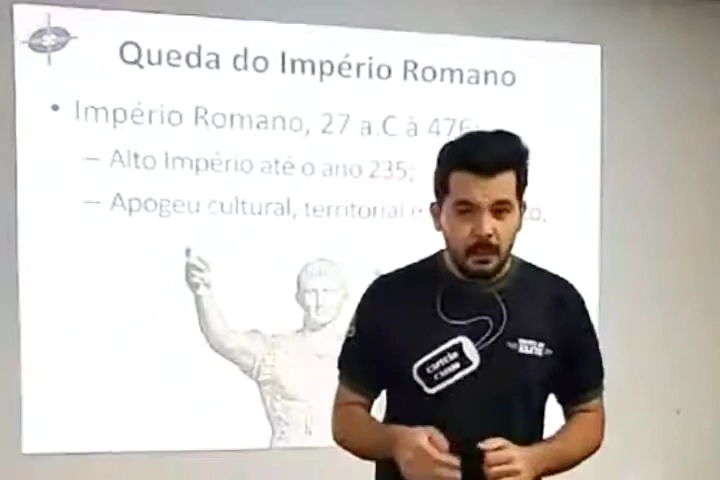 Queda do Império Romano
• Império Romano, 27 a.C à 476
– Alto Império até o ano 235;
– Apogeu cultural, territorial e